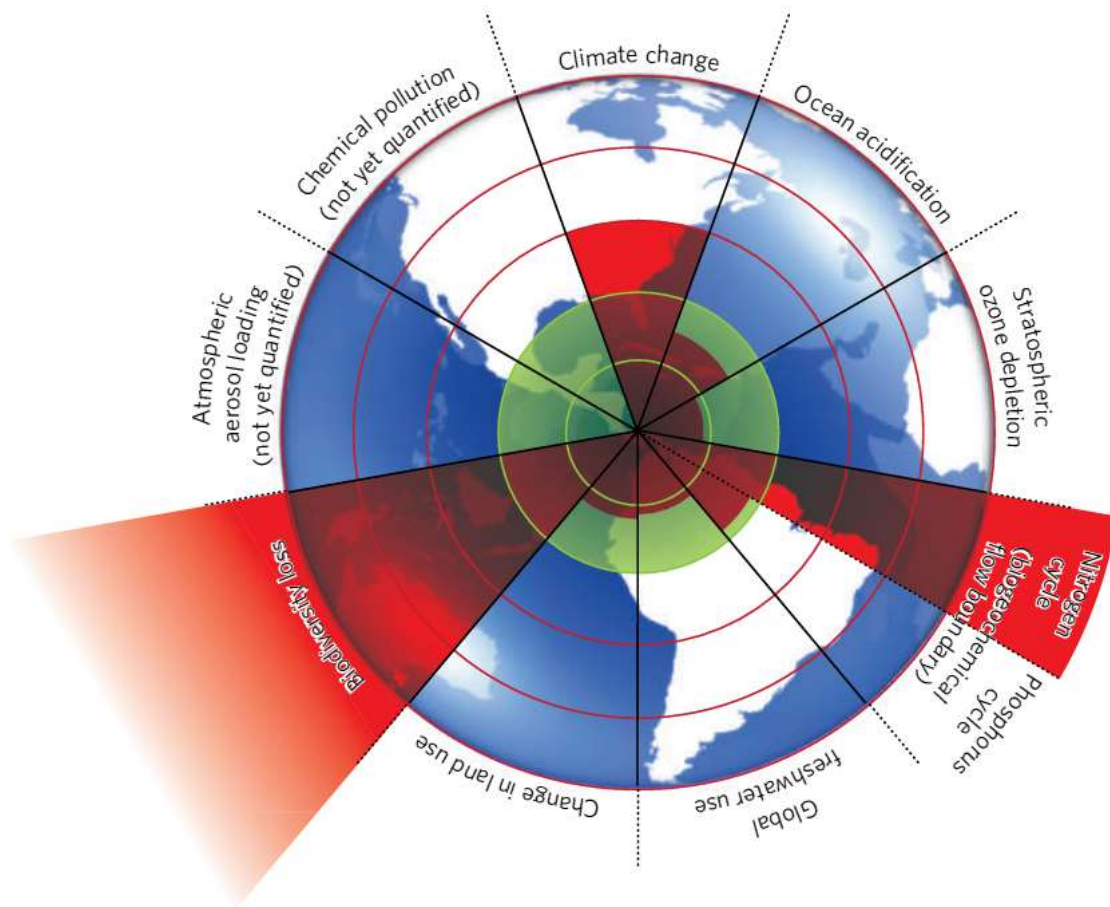 Climate change
Ocean acidification
Stratospheric
ozone depletion
Nitrogen
cycle
(biogeochemical
flow boundary)
Phosphorus
cycle
Global
freshwater use
Change in land use
Biodiversity loss
Atmospheric
aerosol loading
(not yet quantified)
Chemical pollution
(not yet quantified)